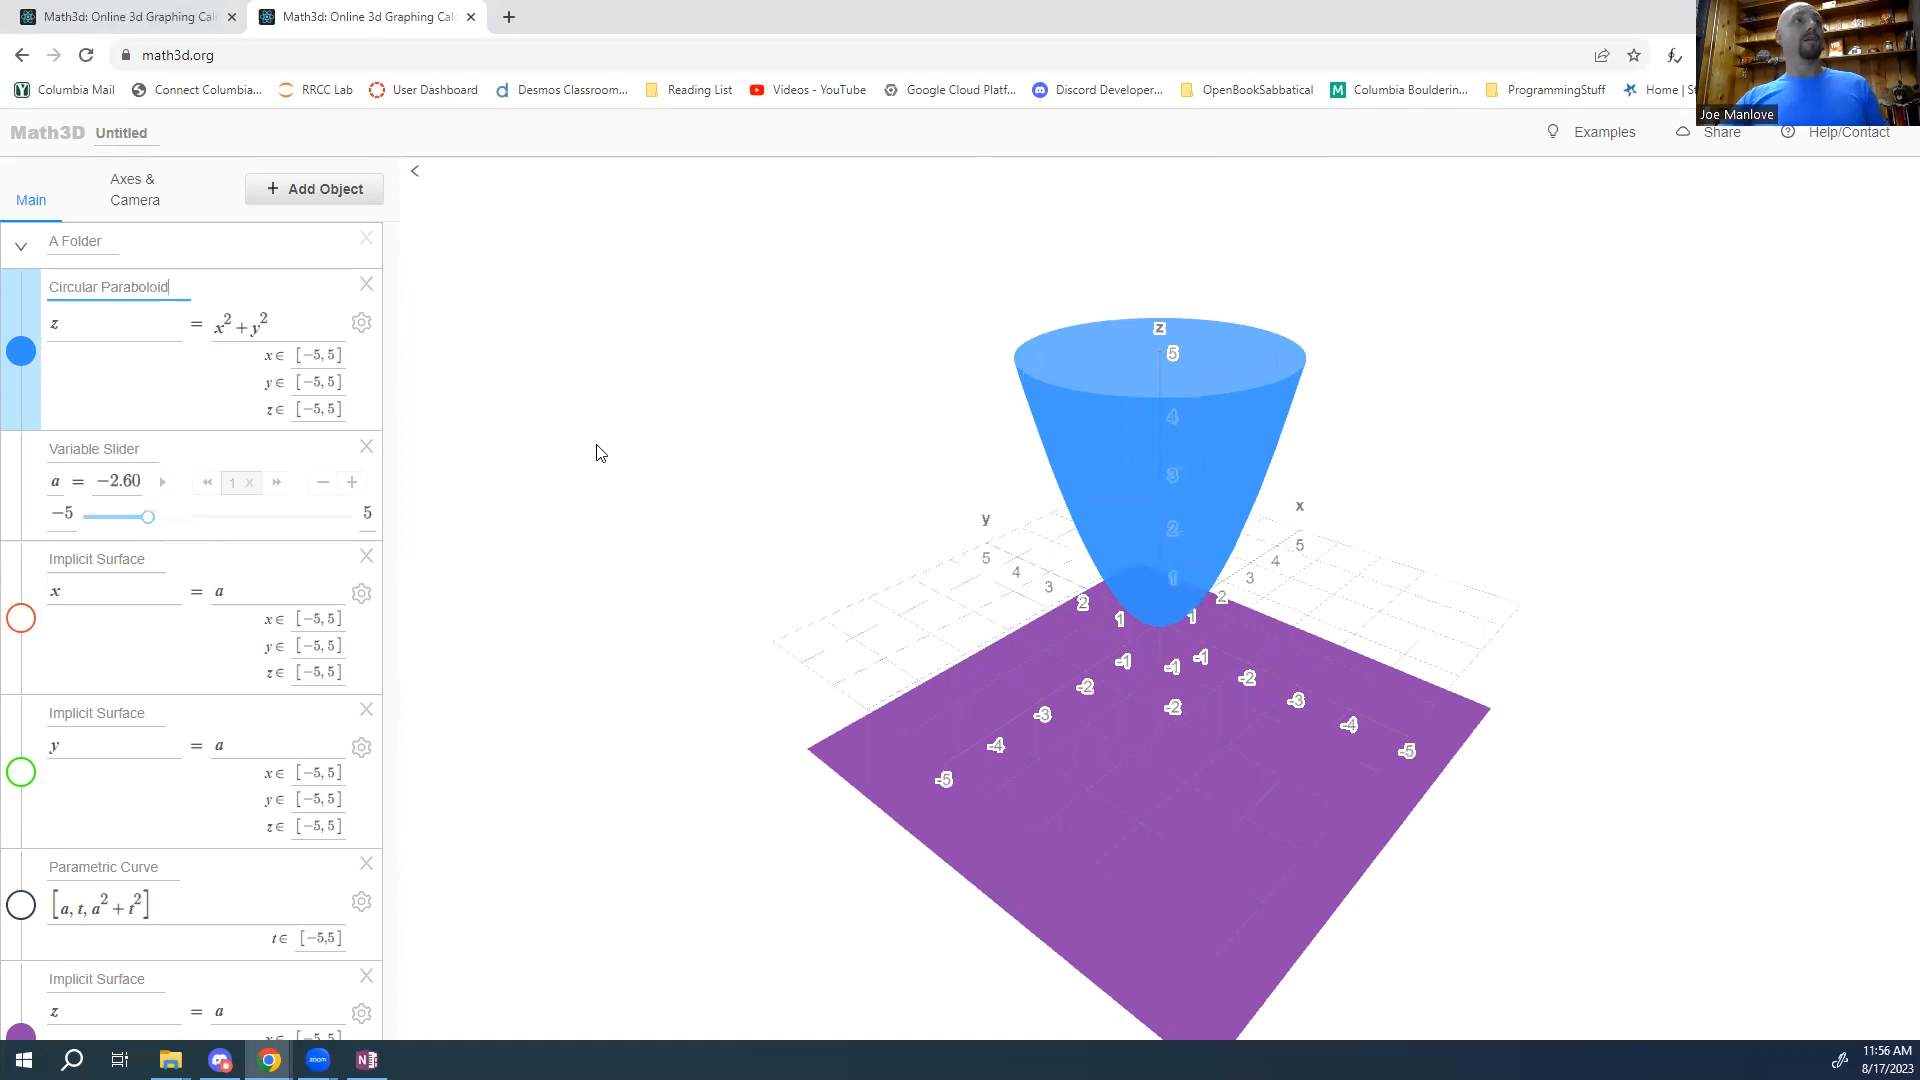 Math3d: Online 3d Graphing Cal
Math3d: Online 3d Graphing Calc
math3d.org
Columbia Mail
Connect Columbia...
RRCC Lab
User Dashboard
Desmos Classroom...
Reading List
Videos - YouTube
Google Cloud Platf...
Discord Developer...
OpenBookSabbatical
Columbia Boulderin...
ProgrammingStuff
Home | St
Joe Manlove
Math3D Untitled
Examples
Share
Help/Contact
Main
Axes &
Camera
+ Add Object
A Folder
Circular Paraboloid
z = x²+y²
x∈ [−5, 5]
y∈ [−5, 5]
z∈ [−5, 5]
Variable Slider
a = −2.60
1 X
− +
−5 5
Implicit Surface
x = a
x∈ [−5, 5]
y∈ [−5, 5]
z∈ [−5, 5]
Implicit Surface
y = a
x∈ [−5, 5]
y∈ [−5, 5]
z∈ [−5, 5]
Parametric Curve
[a, t, a²+t²]
t∈ [−5,5]
Implicit Surface
z = a
x∈ [−5, 5]
z
5
4
3
2
1
-1
-2
y
5
4
3
2
1
-1
-2
-3
-4
-5
x
5
4
3
2
1
-1
-2
-3
-4
-5
zoom
N
11:56 AM
8/17/2023